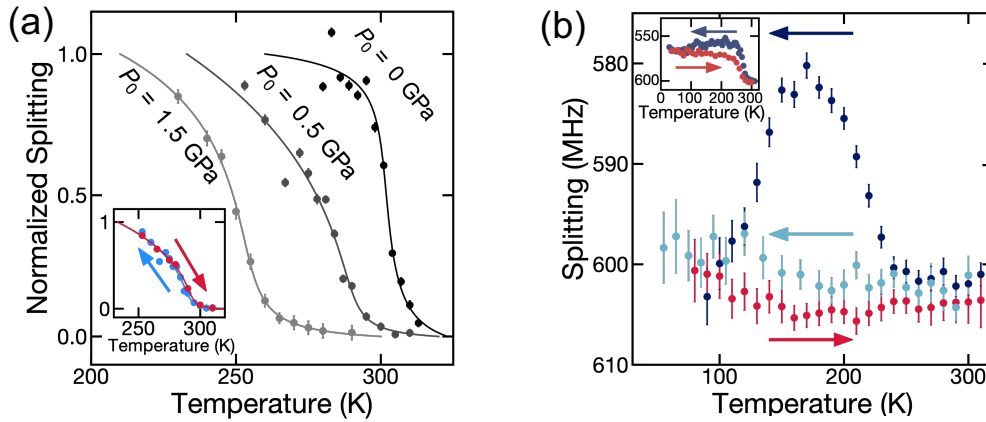 (a)
Normalized Splitting
1.0
0.5
0.0
P₀ = 1.5 GPa
P₀ = 0.5 GPa
P₀ = 0 GPa
1
0
250
300
Temperature (K)
200
250
300
Temperature (K)
(b)
Splitting (MHz)
580
590
600
610
550
600
0 100 200 300
Temperature (K)
100
200
300
Temperature (K)